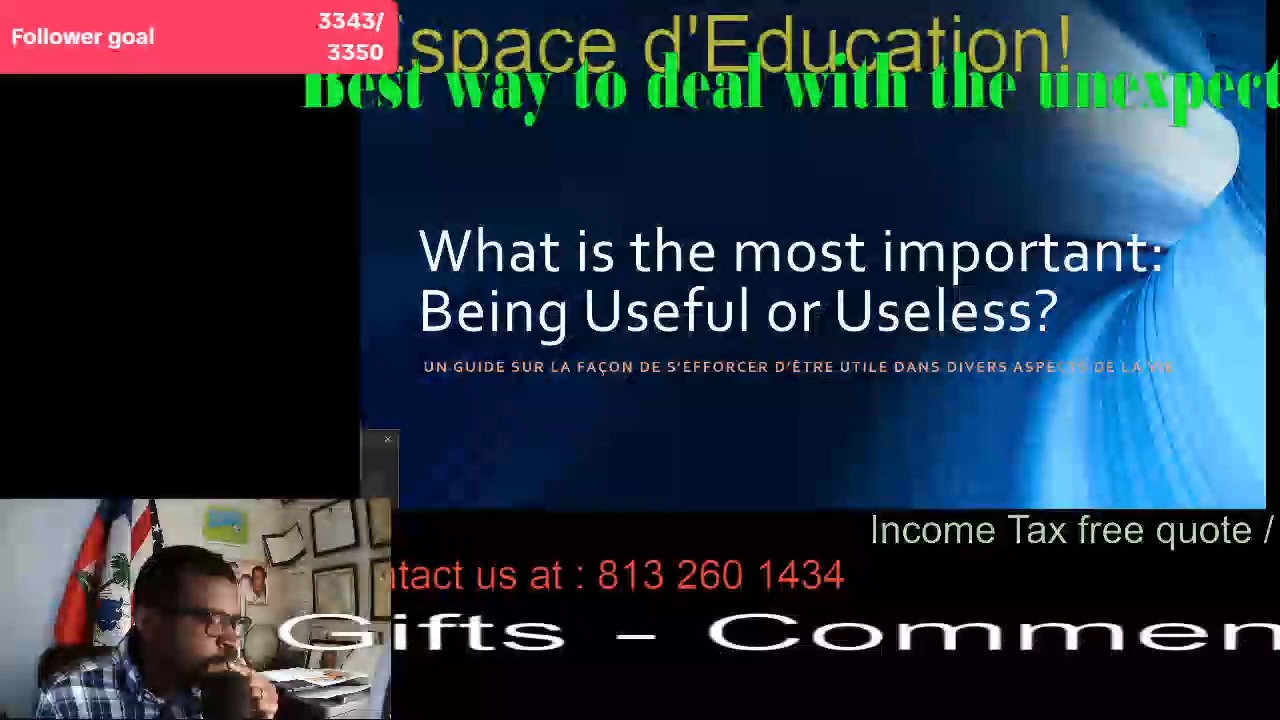 Follower goal
3343/
3350
Espace d'Education!
Best way to deal with the unexpect
What is the most important:
Being Useful or Useless?
UN GUIDE SUR LA FAÇON DE S'EFFORCER D'ÊTRE UTILE DANS DIVERS ASPECTS DE LA VIE
Income Tax free quote /
ntact us at : 813 260 1434
Gifts - Commen